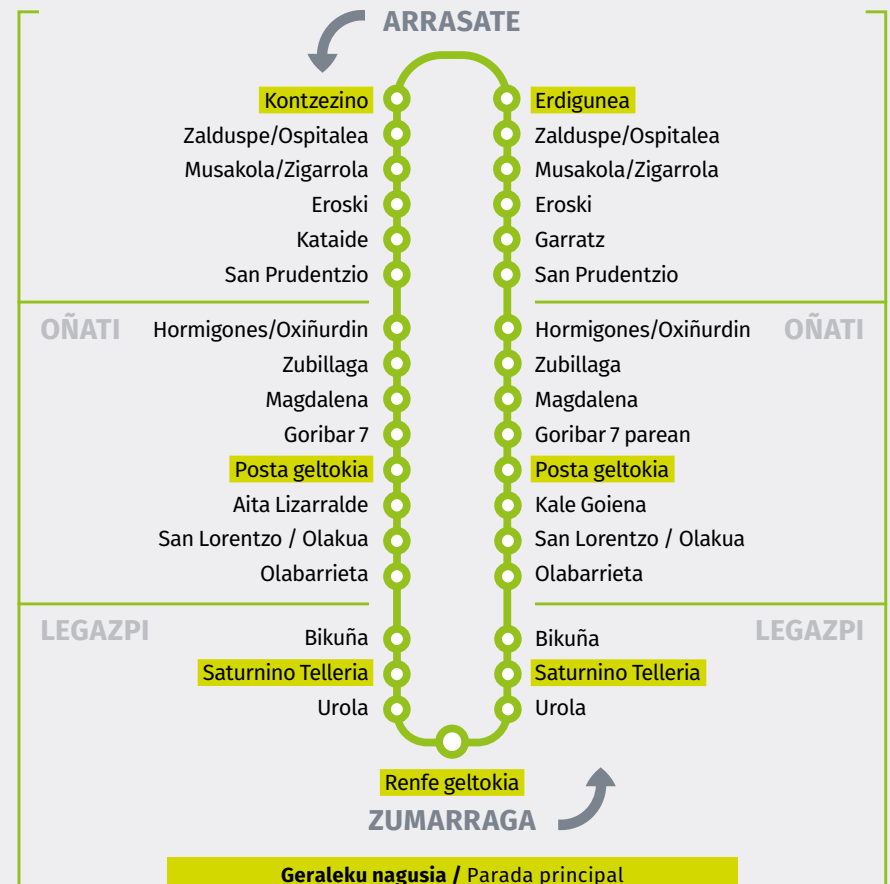 ARRASATE
Kontzezino
Erdigunea
Zalduspe/Ospitalea
Zalduspe/Ospitalea
Musakola/Zigarrola
Musakola/Zigarrola
Eroski
Eroski
Kataide
Garratz
San Prudentzio
San Prudentzio
OÑATI
Hormigones/Oxiñurdin
Hormigones/Oxiñurdin
OÑATI
Zubillaga
Zubillaga
Magdalena
Magdalena
Goribar 7
Goribar 7 parean
Posta geltokia
Posta geltokia
Aita Lizarralde
Kale Goiena
San Lorentzo / Olakua
San Lorentzo / Olakua
Olabarrieta
Olabarrieta
LEGAZPI
Bikuña
Bikuña
LEGAZPI
Saturnino Telleria
Saturnino Telleria
Urola
Urola
Renfe geltokia
ZUMARRAGA
Geraleku nagusia / Parada principal